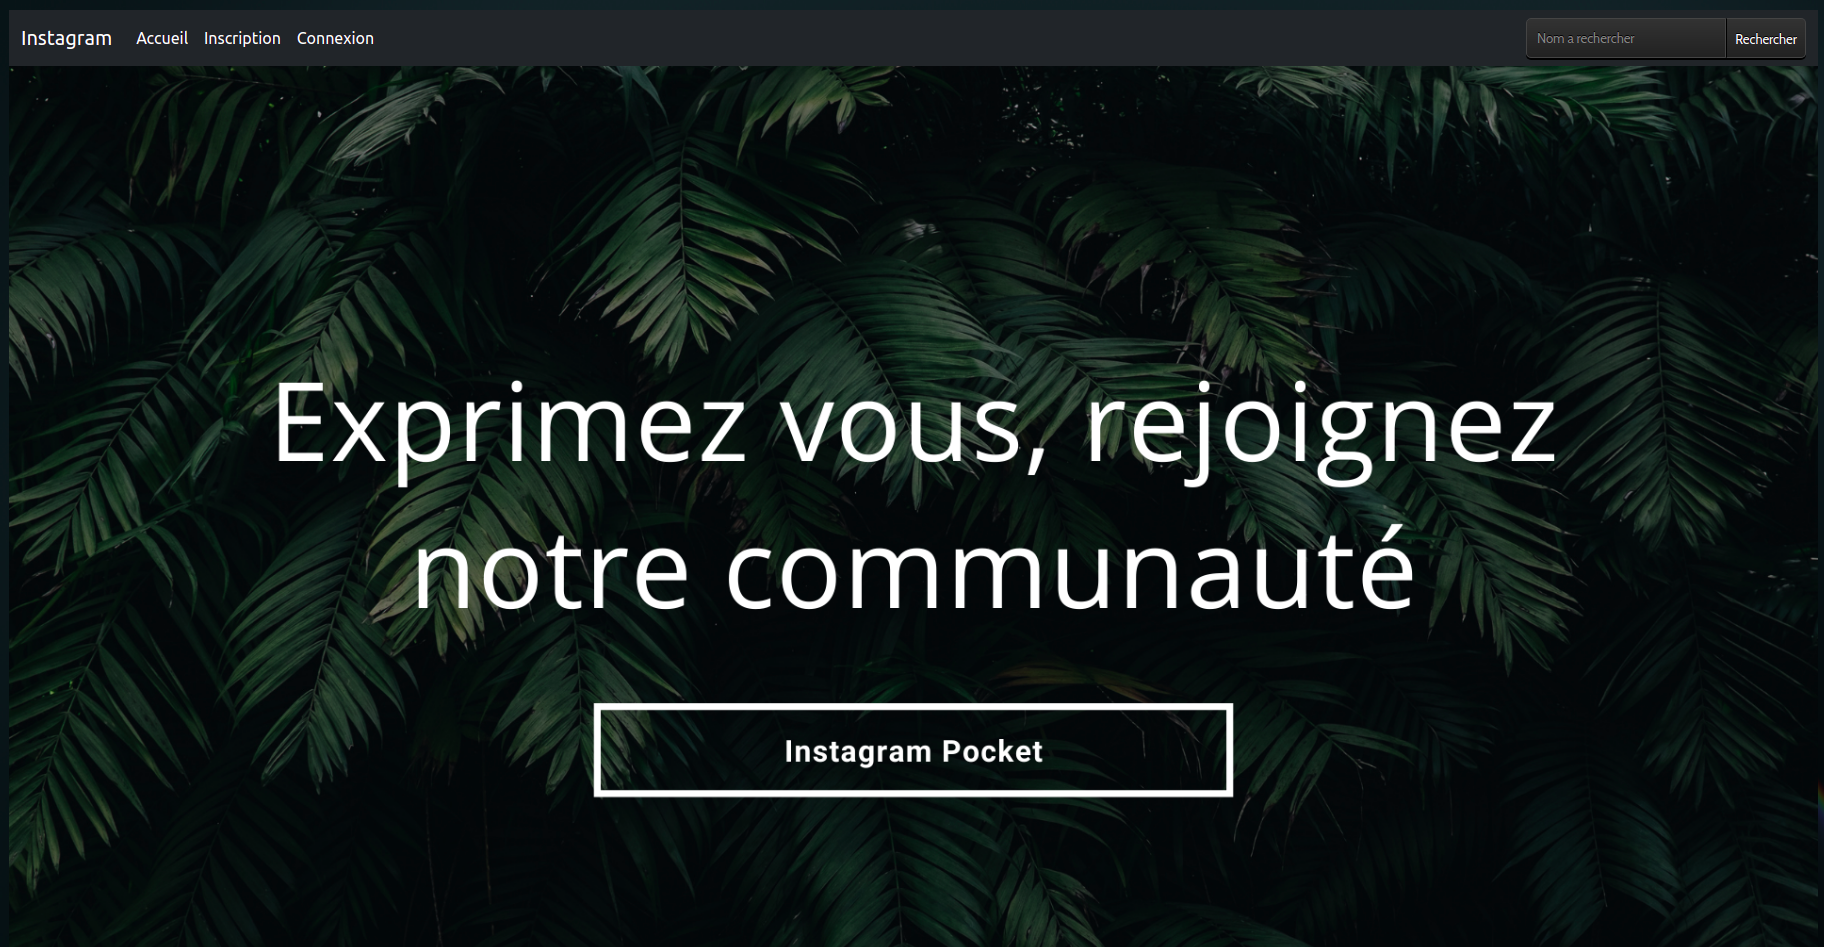 Instagram Accueil Inscription Connexion Nom a rechercher Rechercher
Exprimez vous, rejoignez
notre communauté
Instagram Pocket